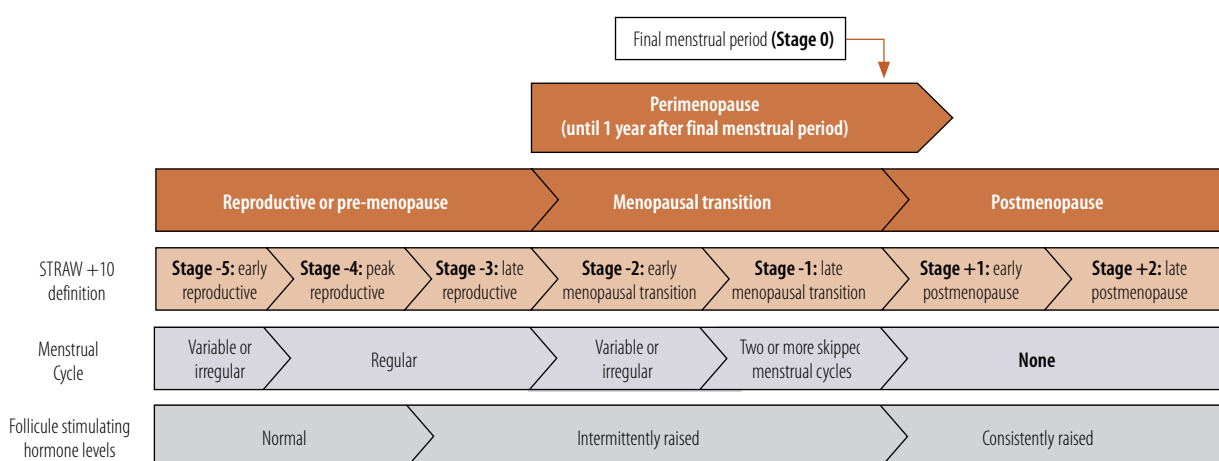 Final menstrual period (Stage 0)
Perimenopause
(until 1 year after final menstrual period)
Reproductive or pre-menopause
Menopausal transition
Postmenopause
STRAW +10
definition
Stage -5: early
reproductive
Stage -4: peak
reproductive
Stage -3: late
reproductive
Stage -2: early
menopausal transition
Stage -1: late
menopausal transition
Stage +1: early
postmenopause
Stage +2: late
postmenopause
Menstrual
Cycle
Variable or
irregular
Regular
Variable or
irregular
Two or more skipped
menstrual cycles
None
Follicule stimulating
hormone levels
Normal
Intermittently raised
Consistently raised